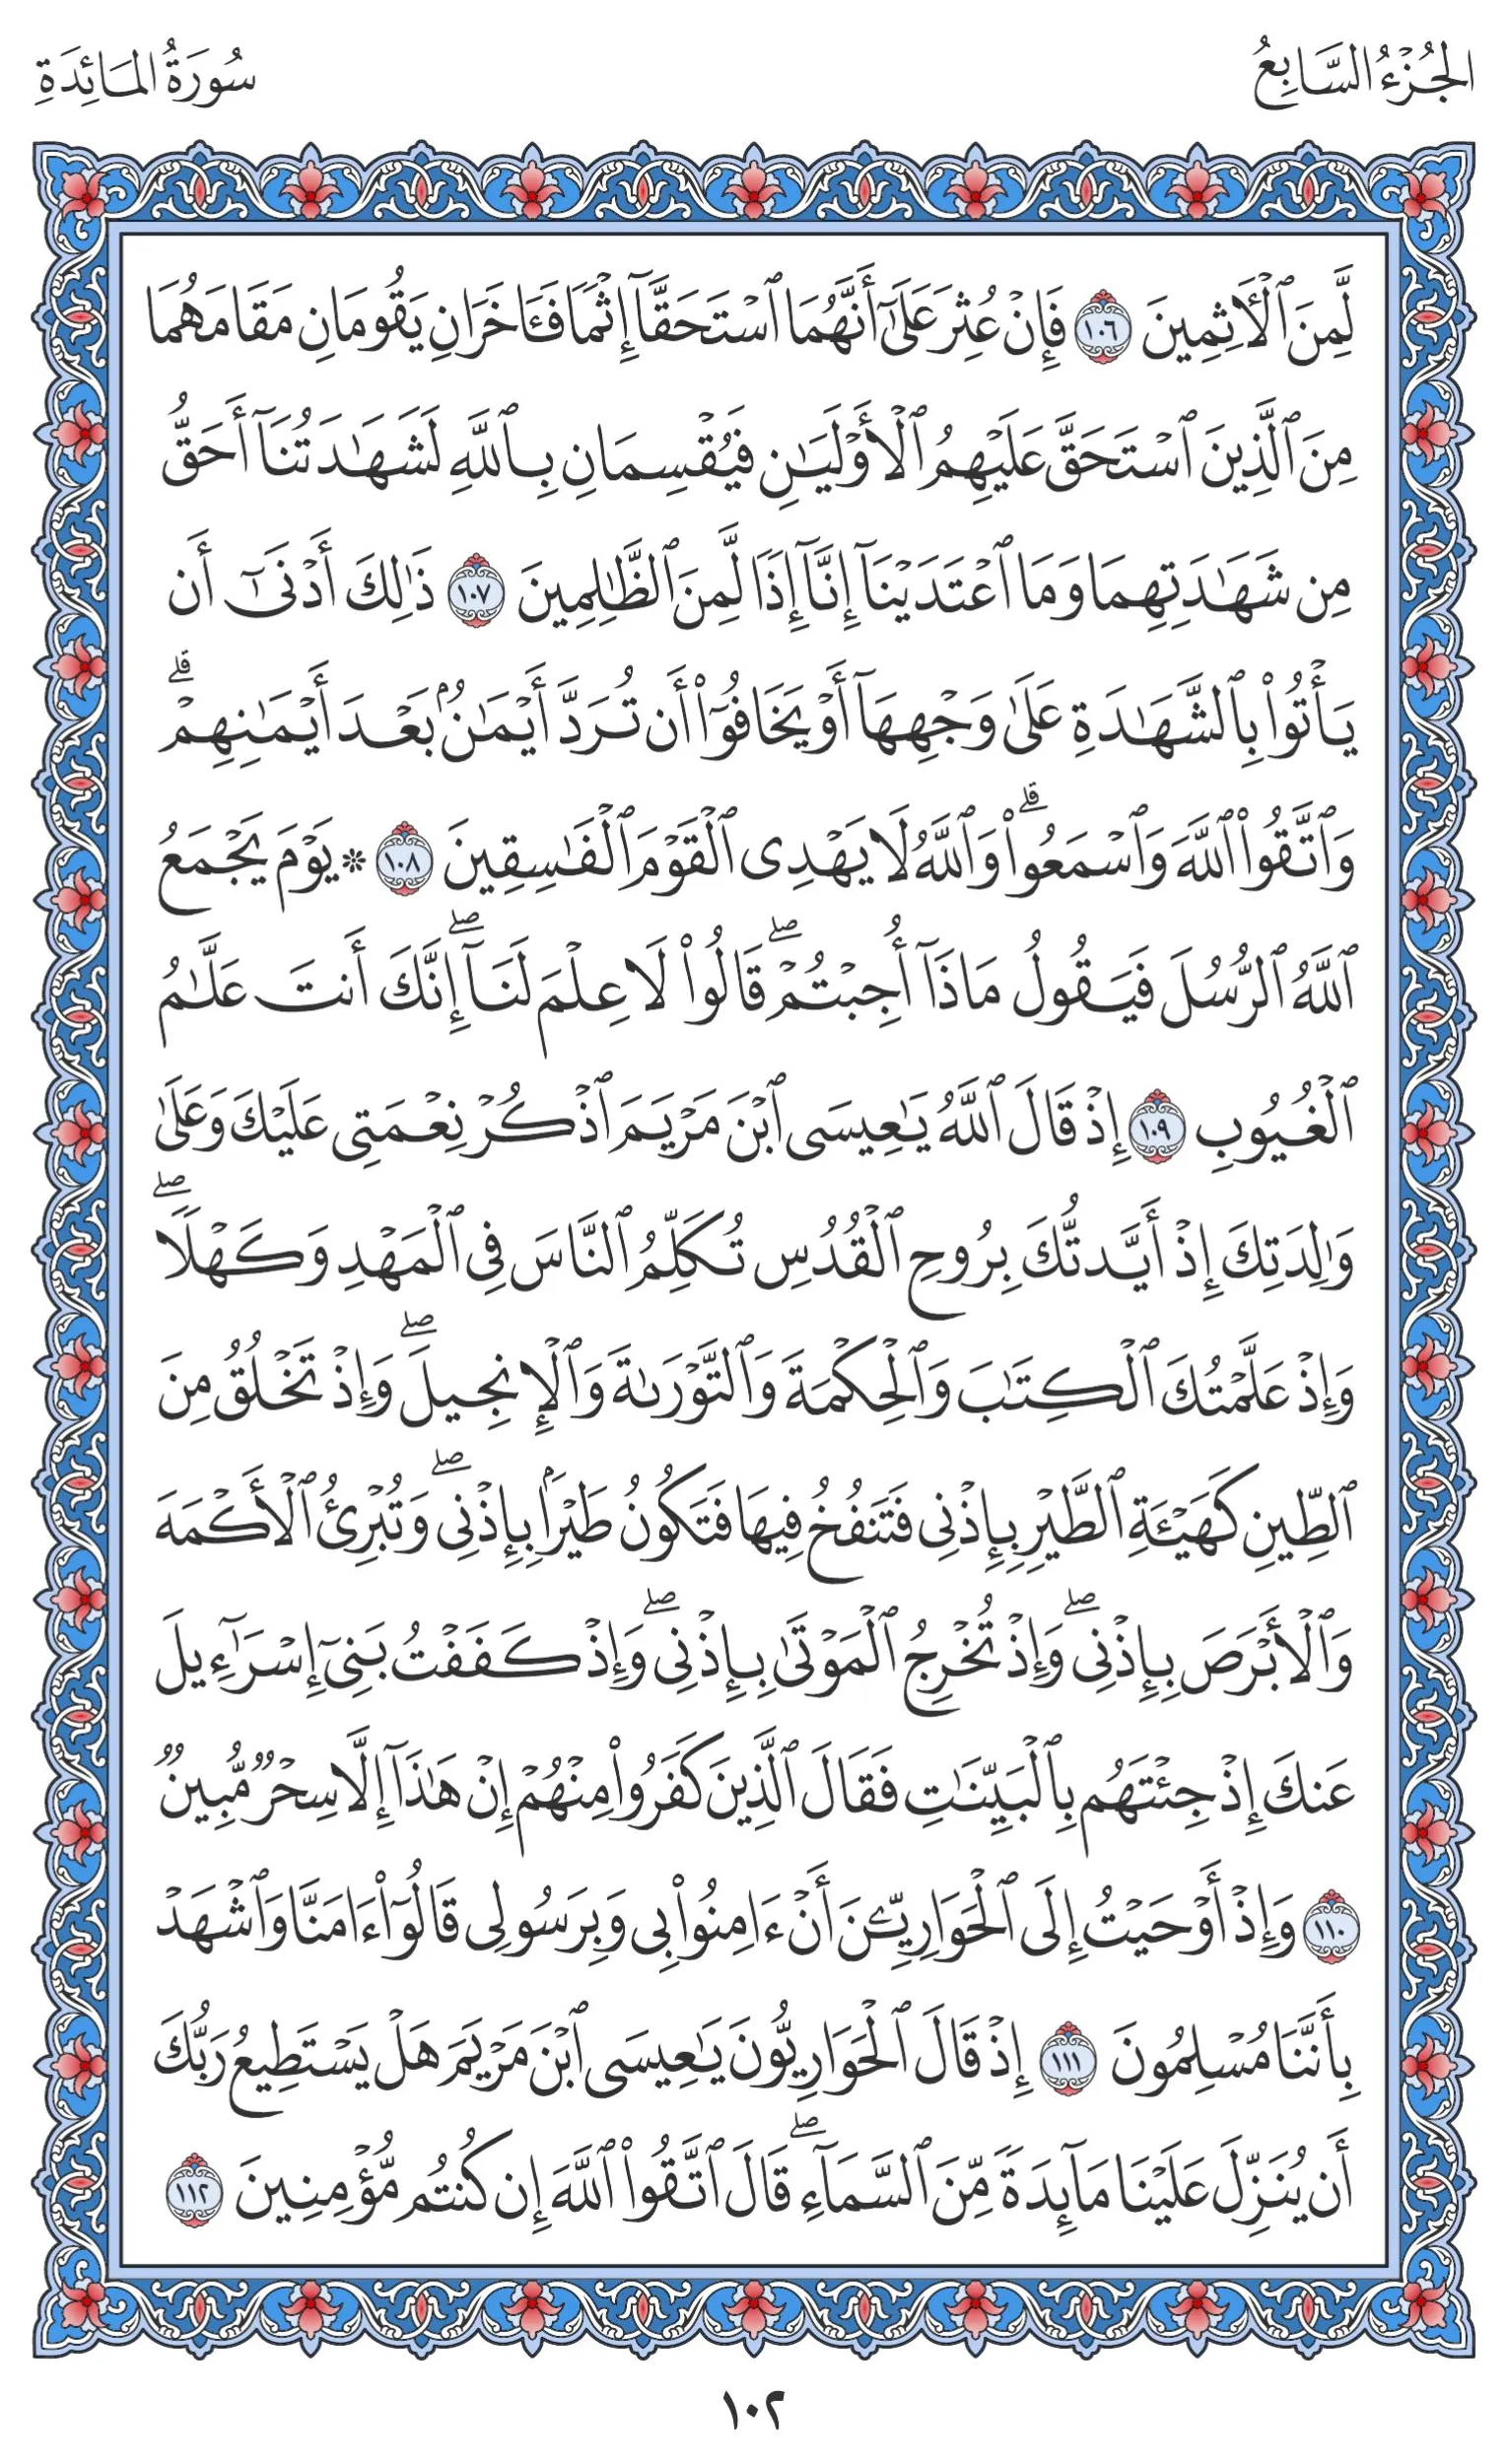 الجُزْءُ السَّابِعُ
سُورَةُ المَائِدَةِ
لَّمِنَ ٱلْأٓثِمِينَ ١٠٦ فَإِنْ عُثِرَ عَلَىٰٓ أَنَّهُمَا ٱسْتَحَقَّآ إِثْمًا فَـَٔاخَرَانِ يَقُومَانِ مَقَامَهُمَا
مِنَ ٱلَّذِينَ ٱسْتَحَقَّ عَلَيْهِمُ ٱلْأَوْلَيَـٰنِ فَيُقْسِمَانِ بِٱللَّهِ لَشَهَـٰدَتُنَآ أَحَقُّ
مِن شَهَـٰدَتِهِمَا وَمَا ٱعْتَدَيْنَآ إِنَّآ إِذًا لَّمِنَ ٱلظَّـٰلِمِينَ ١٠٧ ذَٰلِكَ أَدْنَىٰٓ أَن
يَأْتُوا۟ بِٱلشَّهَـٰدَةِ عَلَىٰ وَجْهِهَآ أَوْ يَخَافُوٓا۟ أَن تُرَدَّ أَيْمَـٰنٌۢ بَعْدَ أَيْمَـٰنِهِمْ ۗ
وَٱتَّقُوا۟ ٱللَّهَ وَٱسْمَعُوا۟ ۗ وَٱللَّهُ لَا يَهْدِى ٱلْقَوْمَ ٱلْفَـٰسِقِينَ ١٠٨ * يَوْمَ يَجْمَعُ
ٱللَّهُ ٱلرُّسُلَ فَيَقُولُ مَاذَآ أُجِبْتُمْ ۖ قَالُوا۟ لَا عِلْمَ لَنَآ ۖ إِنَّكَ أَنتَ عَلَّـٰمُ
ٱلْغُيُوبِ ١٠٩ إِذْ قَالَ ٱللَّهُ يَـٰعِيسَى ٱبْنَ مَرْيَمَ ٱذْكُرْ نِعْمَتِى عَلَيْكَ وَعَلَىٰ
وَٰلِدَتِكَ إِذْ أَيَّدتُّكَ بِرُوحِ ٱلْقُدُسِ تُكَلِّمُ ٱلنَّاسَ فِى ٱلْمَهْدِ وَكَهْلًا ۖ
وَإِذْ عَلَّمْتُكَ ٱلْكِتَـٰبَ وَٱلْحِكْمَةَ وَٱلتَّوْرَىٰةَ وَٱلْإِنجِيلَ ۖ وَإِذْ تَخْلُقُ مِنَ
ٱلطِّينِ كَهَيْـَٔةِ ٱلطَّيْرِ بِإِذْنِى فَتَنفُخُ فِيهَا فَتَكُونُ طَيْرًۢا بِإِذْنِى ۖ وَتُبْرِئُ ٱلْأَكْمَهَ
وَٱلْأَبْرَصَ بِإِذْنِى ۖ وَإِذْ تُخْرِجُ ٱلْمَوْتَىٰ بِإِذْنِى ۖ وَإِذْ كَفَفْتُ بَنِىٓ إِسْرَٰٓءِيلَ
عَنكَ إِذْ جِئْتَهُم بِٱلْبَيِّنَـٰتِ فَقَالَ ٱلَّذِينَ كَفَرُوا۟ مِنْهُمْ إِنْ هَـٰذَآ إِلَّا سِحْرٌ مُّبِينٌ
١١٠ وَإِذْ أَوْحَيْتُ إِلَى ٱلْحَوَارِيِّـۧنَ أَنْ ءَامِنُوا۟ بِى وَبِرَسُولِى قَالُوٓا۟ ءَامَنَّا وَٱشْهَدْ
بِأَنَّنَا مُسْلِمُونَ ١١١ إِذْ قَالَ ٱلْحَوَارِيُّونَ يَـٰعِيسَى ٱبْنَ مَرْيَمَ هَلْ يَسْتَطِيعُ رَبُّكَ
أَن يُنَزِّلَ عَلَيْنَا مَآئِدَةً مِّنَ ٱلسَّمَآءِ ۖ قَالَ ٱتَّقُوا۟ ٱللَّهَ إِن كُنتُم مُّؤْمِنِينَ ١١٢
١٠٢